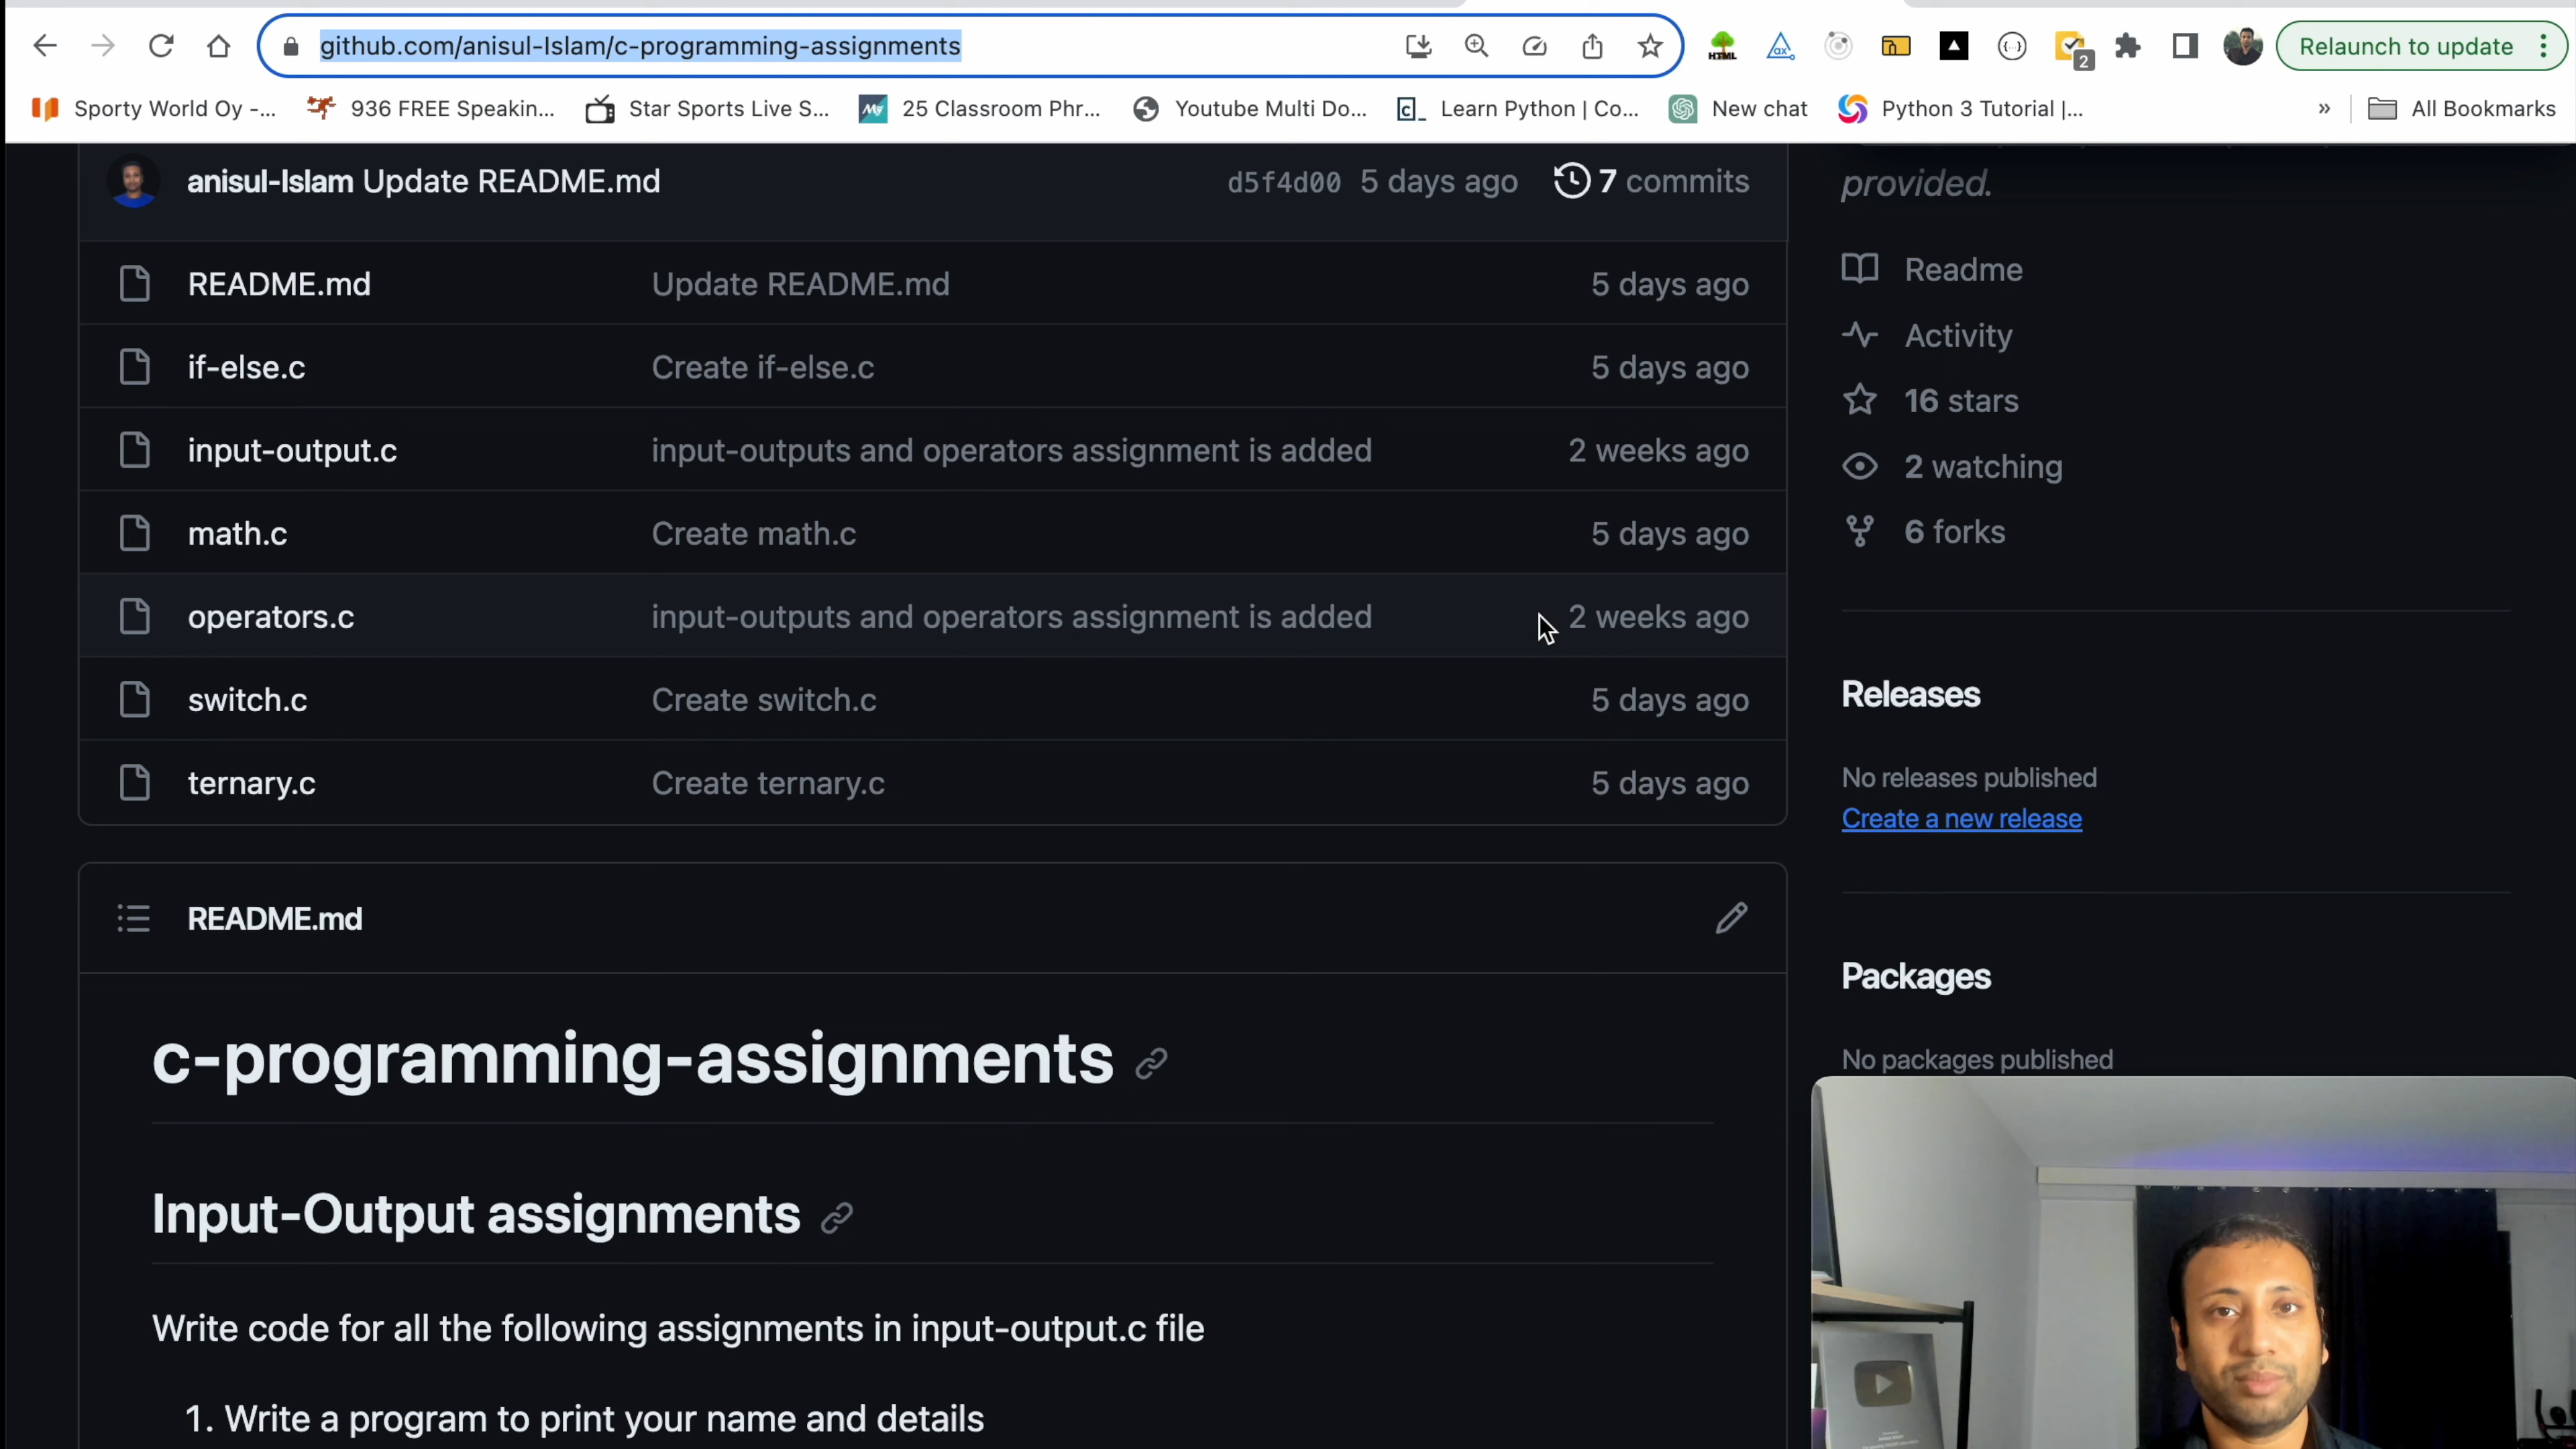 github.com/anisul-Islam/c-programming-assignments
HTML
ax
2
Relaunch to update
Sporty World Oy -...
936 FREE Speakin...
Star Sports Live S...
My
25 Classroom Phr...
Youtube Multi Do...
Learn Python | Co...
New chat
Python 3 Tutorial |...
»
All Bookmarks
anisul-Islam Update README.md
d5f4d00 5 days ago
7 commits
README.md Update README.md 5 days ago
if-else.c Create if-else.c 5 days ago
input-output.c input-outputs and operators assignment is added 2 weeks ago
math.c Create math.c 5 days ago
operators.c input-outputs and operators assignment is added 2 weeks ago
switch.c Create switch.c 5 days ago
ternary.c Create ternary.c 5 days ago
provided.
Readme
Activity
16 stars
2 watching
6 forks
Releases
No releases published
Create a new release
Packages
No packages published
README.md
c-programming-assignments
Input-Output assignments
Write code for all the following assignments in input-output.c file
1. Write a program to print your name and details